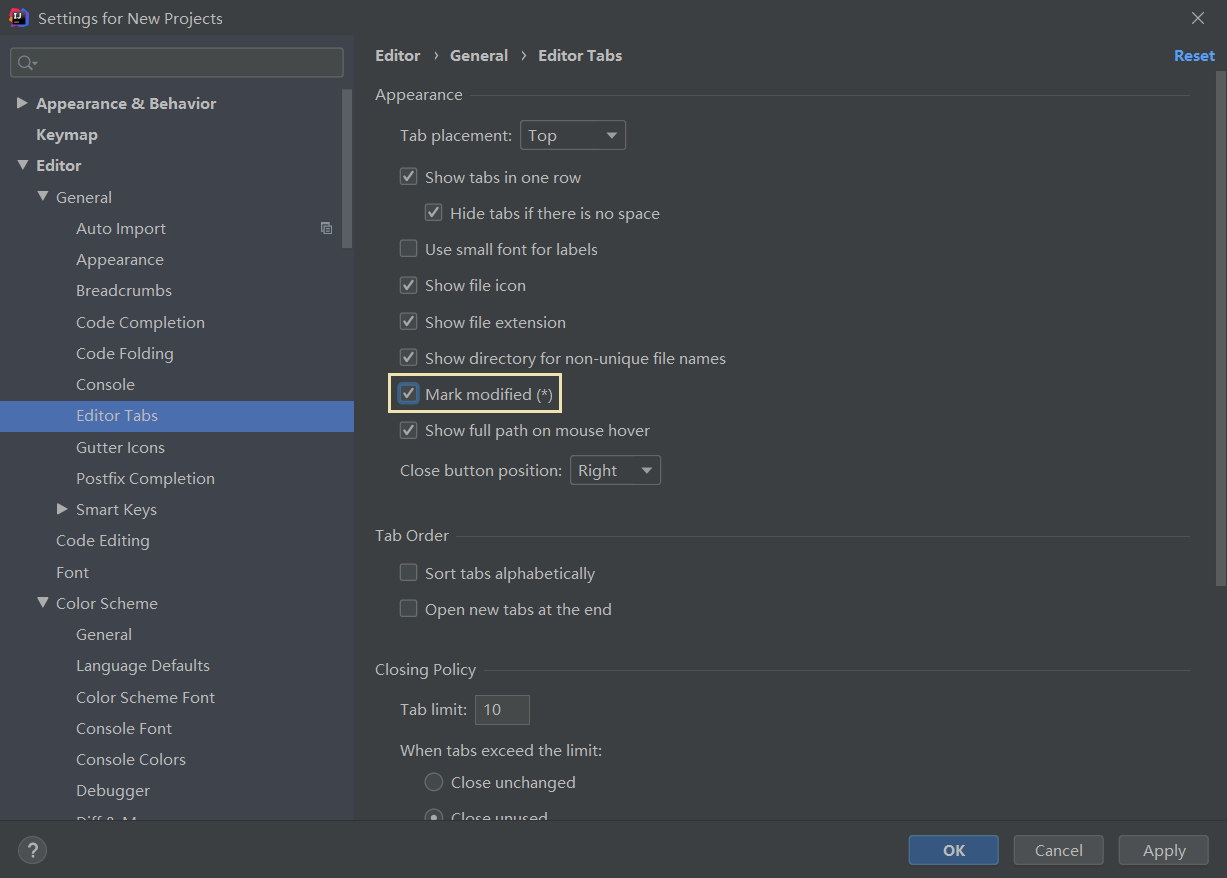 Settings for New Projects
Appearance & Behavior
Keymap
Editor
General
Auto Import
Appearance
Breadcrumbs
Code Completion
Code Folding
Console
Editor Tabs
Gutter Icons
Postfix Completion
Smart Keys
Code Editing
Font
Color Scheme
General
Language Defaults
Color Scheme Font
Console Font
Console Colors
Debugger
Editor › General › Editor Tabs
Reset
Appearance
Tab placement: Top
Show tabs in one row
Hide tabs if there is no space
Use small font for labels
Show file icon
Show file extension
Show directory for non-unique file names
Mark modified (*)
Show full path on mouse hover
Close button position: Right
Tab Order
Sort tabs alphabetically
Open new tabs at the end
Closing Policy
Tab limit: 10
When tabs exceed the limit:
Close unchanged
Close unused
?
OK Cancel Apply